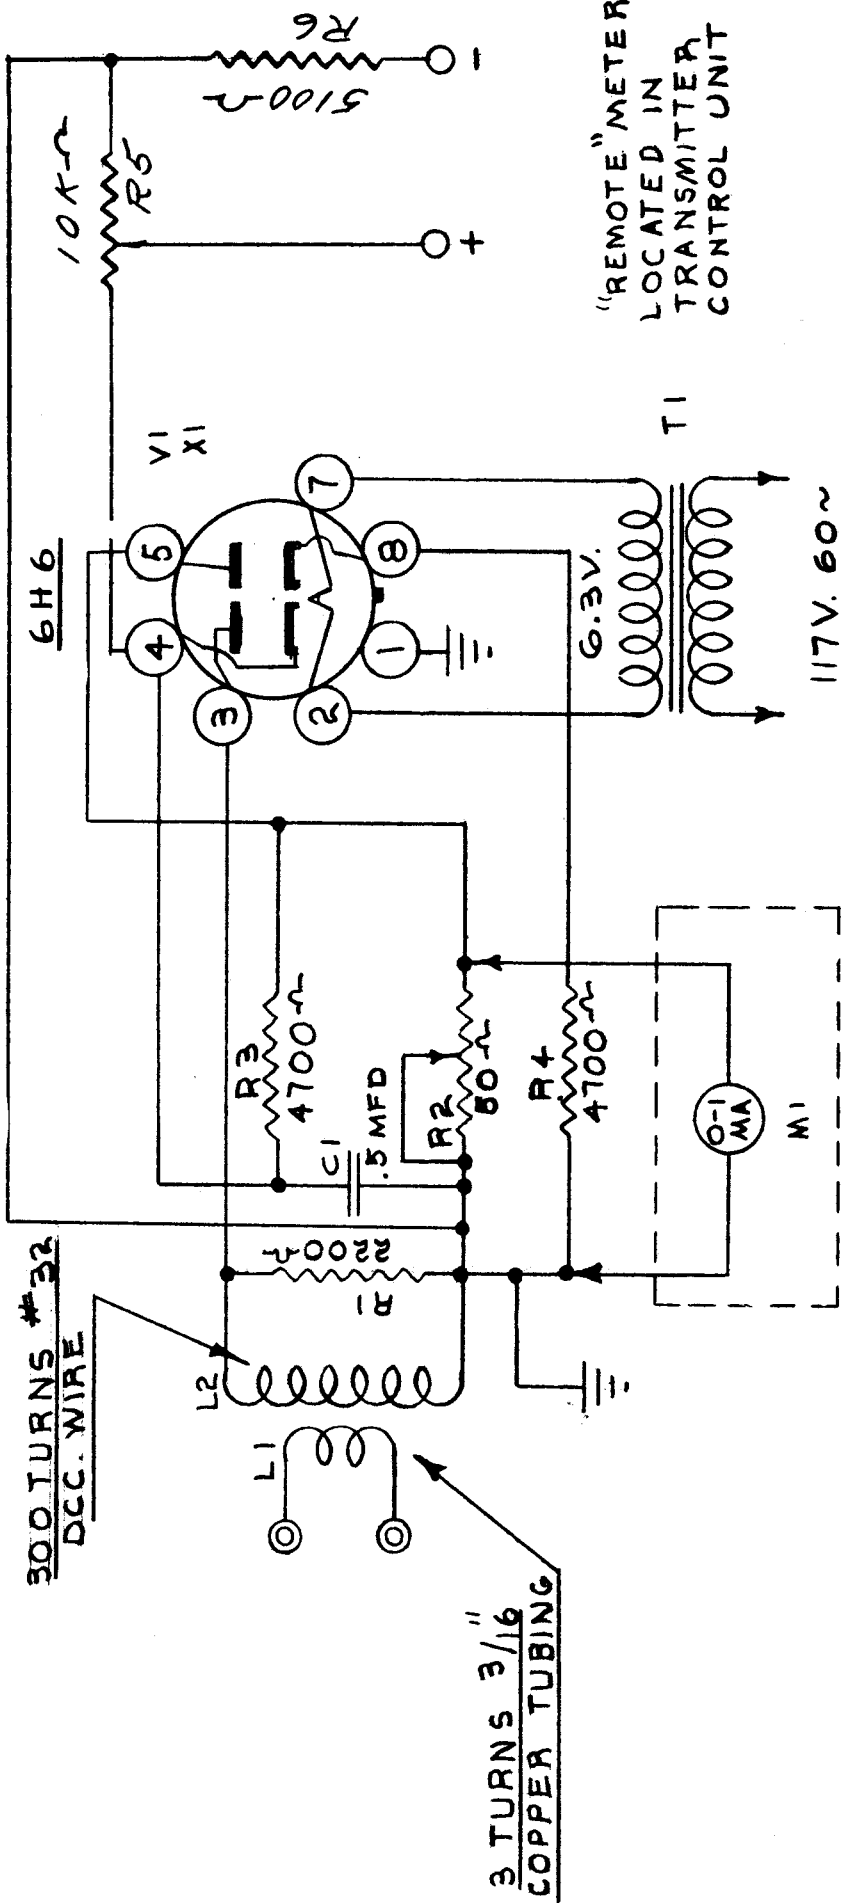 300 TURNS #32
DCC. WIRE
3 TURNS 3/16"
COPPER TUBING
L1
L2
R1
2200Ω
C1
.5 MFD
R3
4700Ω
R2
R4
4700Ω
0-1
MA
M1
6H6
V1
X1
1
2
3
4
5
7
8
6.3V.
T1
117V. 60~
10K Ω
R5
5100Ω
R6
+
-
"REMOTE" METER
LOCATED IN
TRANSMITTER
CONTROL UNIT